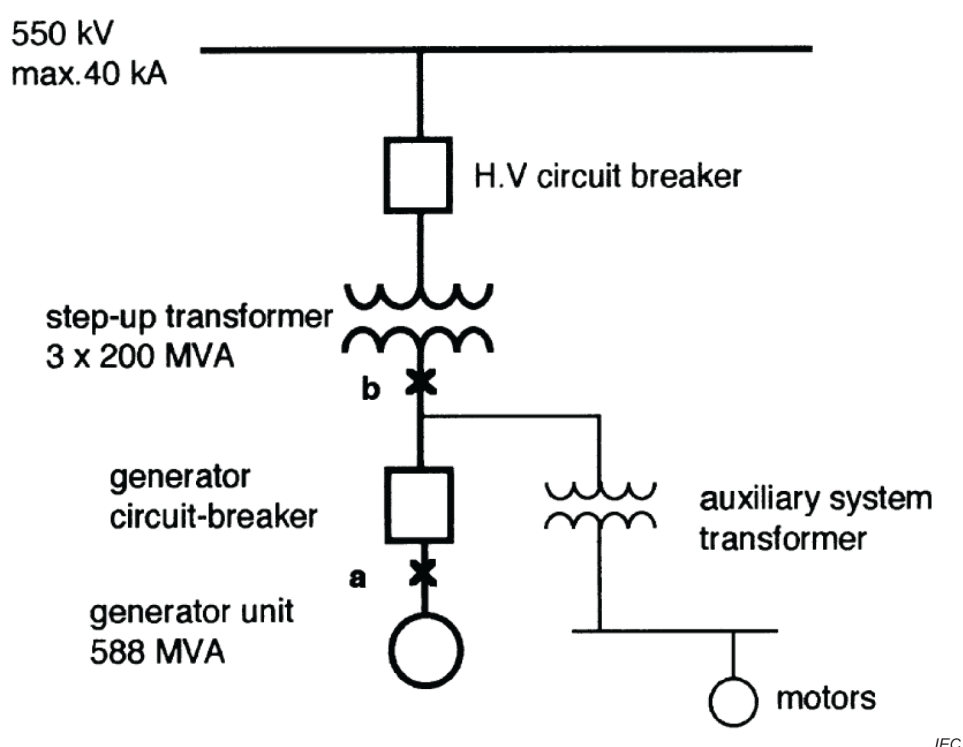 550 kV
max.40 kA
H.V circuit breaker
step-up transformer
3 x 200 MVA
b
generator
circuit-breaker
auxiliary system
transformer
a
generator unit
588 MVA
motors
IEC